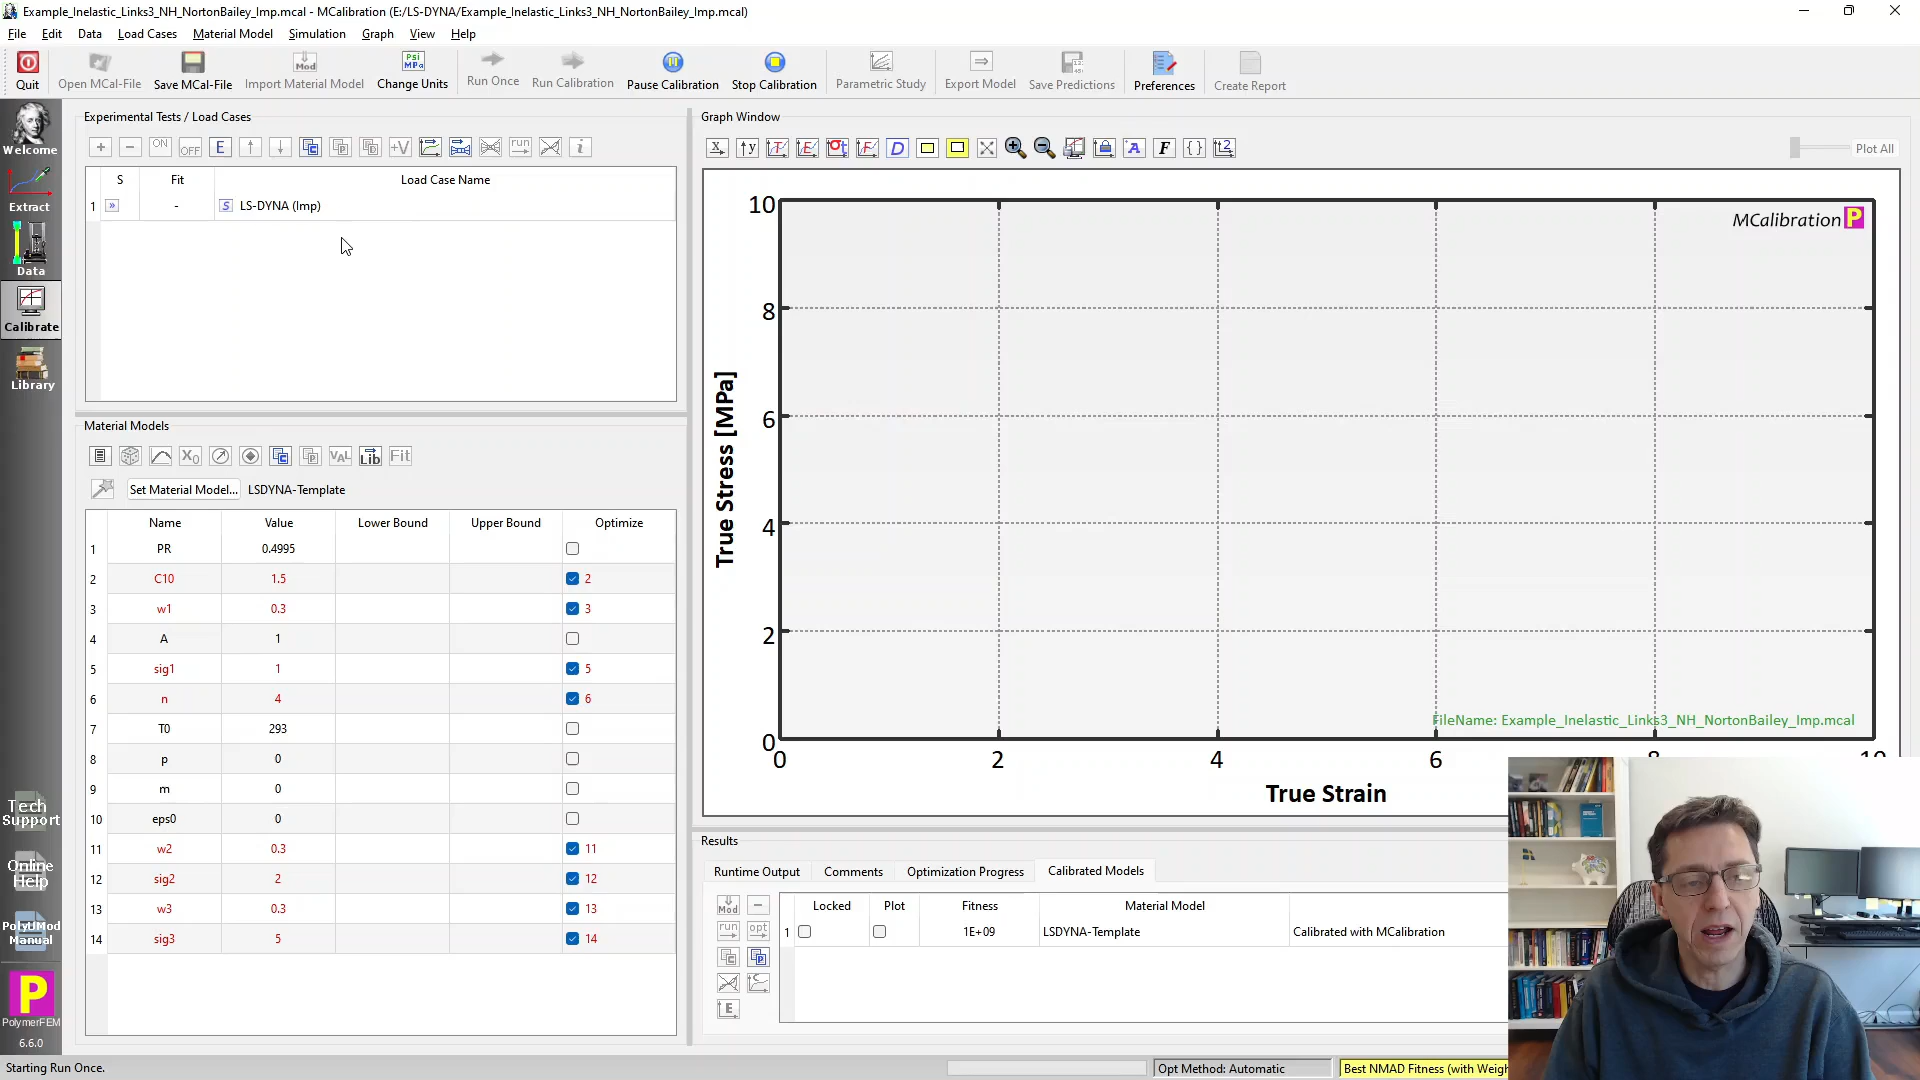 Example_Inelastic_Links3_NH_NortonBailey_Imp.mcal - MCalibration (E:/LS-DYNA/Example_Inelastic_Links3_NH_NortonBailey_Imp.mcal)
File Edit Data Load Cases Material Model Simulation Graph View Help
Quit Open MCal-File Save MCal-File Import Material Model Change Units Run Once Run Calibration Pause Calibration Stop Calibration Parametric Study Export Model Save Predictions Preferences Create Report
Welcome
Extract
Data
Calibrate
Library
Tech Support
Online Help
PolyUMod Manual
PolymerFEM
6.6.0
Experimental Tests / Load Cases
S Fit Load Case Name
1 - S LS-DYNA (Imp)
Material Models
Set Material Model... LSDYNA-Template
Name Value Lower Bound Upper Bound Optimize
1 PR 0.4995
2 C10 1.5 2
3 w1 0.3 3
4 A 1
5 sig1 1 5
6 n 4 6
7 T0 293
8 p 0
9 m 0
10 eps0 0
11 w2 0.3 11
12 sig2 2 12
13 w3 0.3 13
14 sig3 5 14
Graph Window
Plot All
MCalibration P
10
8
6
4
2
0
True Stress [MPa]
FileName: Example_Inelastic_Links3_NH_NortonBailey_Imp.mcal
0 2 4 6 8 10
True Strain
Results
Runtime Output Comments Optimization Progress Calibrated Models
Locked Plot Fitness Material Model
1 1E+09 LSDYNA-Template Calibrated with MCalibration
Starting Run Once.
Opt Method: Automatic
Best NMAD Fitness (with Weigh